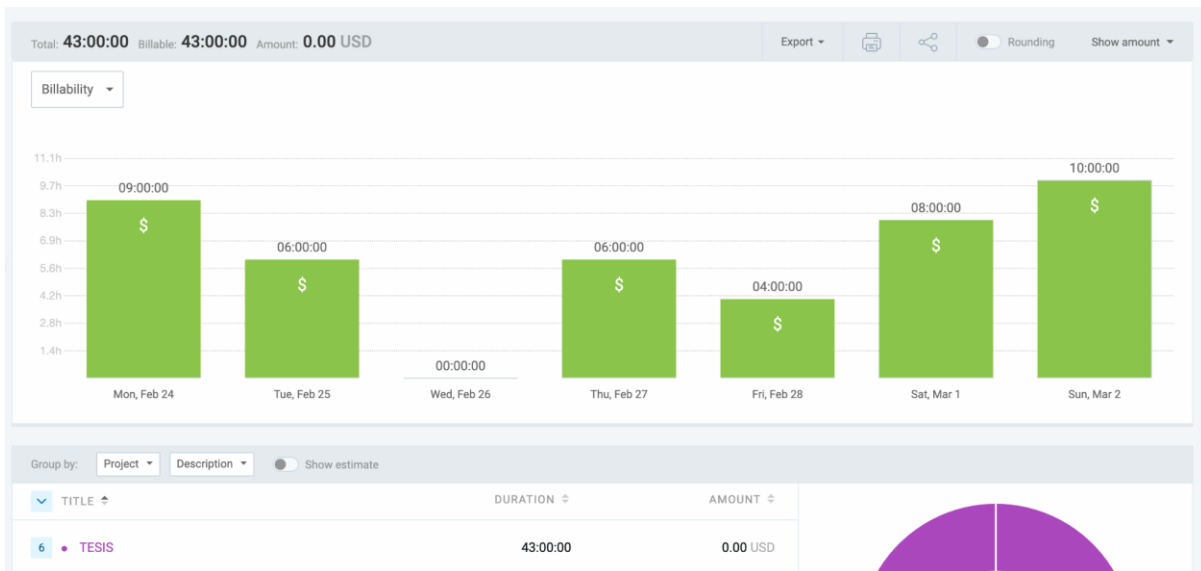 Total: 43:00:00 Billable: 43:00:00 Amount: 0.00 USD Export Rounding Show amount
Billability
11.1h
10:00:00
9.7h
09:00:00
8.3h
08:00:00
$ $
6.9h
06:00:00 06:00:00
$
5.6h
$ $
4.2h
04:00:00
2.8h
$
1.4h
00:00:00
Mon, Feb 24 Tue, Feb 25 Wed, Feb 26 Thu, Feb 27 Fri, Feb 28 Sat, Mar 1 Sun, Mar 2
Group by: Project Description Show estimate
TITLE DURATION AMOUNT
6 TESIS 43:00:00 0.00 USD